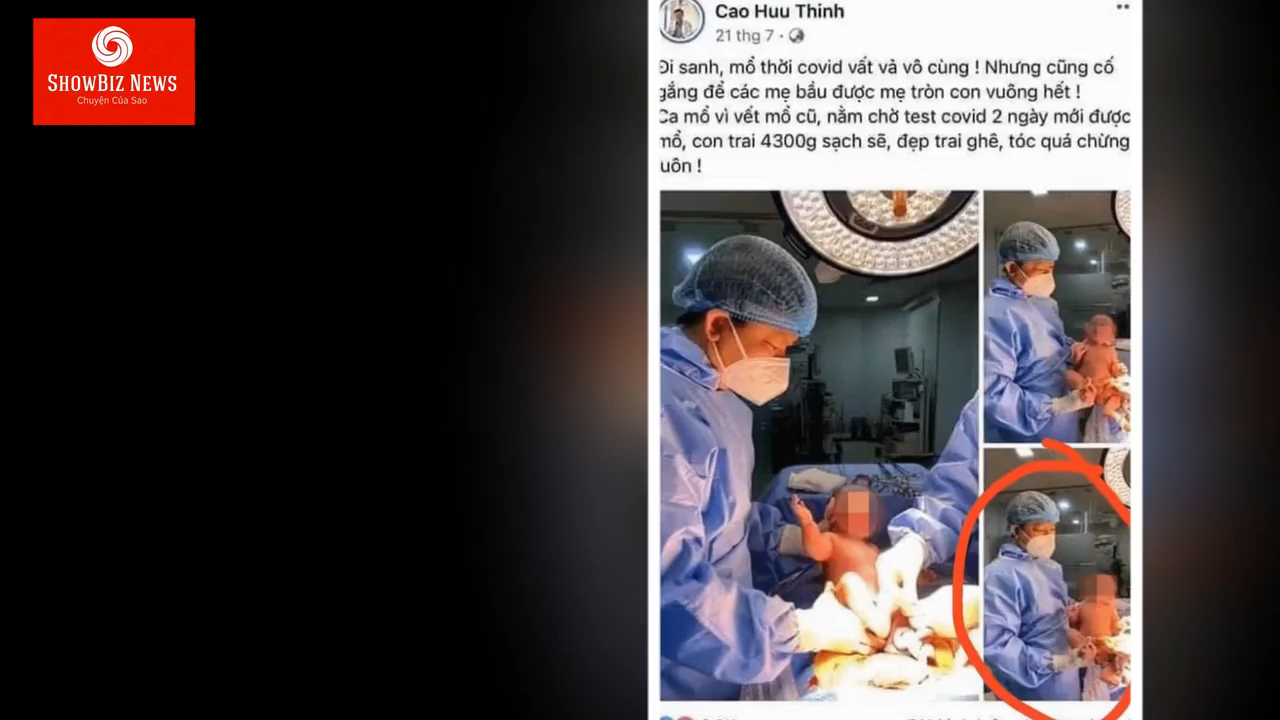 SHOWBIZ NEWS
Chuyện Của Sao
Cao Huu Thinh
21 thg 7
Đi sanh, mổ thời covid vất vả vô cùng ! Nhưng cũng cố
gắng để các mẹ bầu được mẹ tròn con vuông hết !
Ca mổ vì vết mổ cũ, nằm chờ test covid 2 ngày mới được
mổ, con trai 4300g sạch sẽ, đẹp trai ghê, tóc quá chừng
uôn !